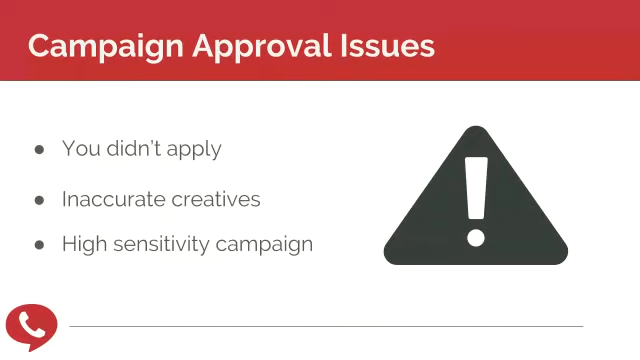 Campaign Approval Issues
● You didn't apply
● Inaccurate creatives
● High sensitivity campaign